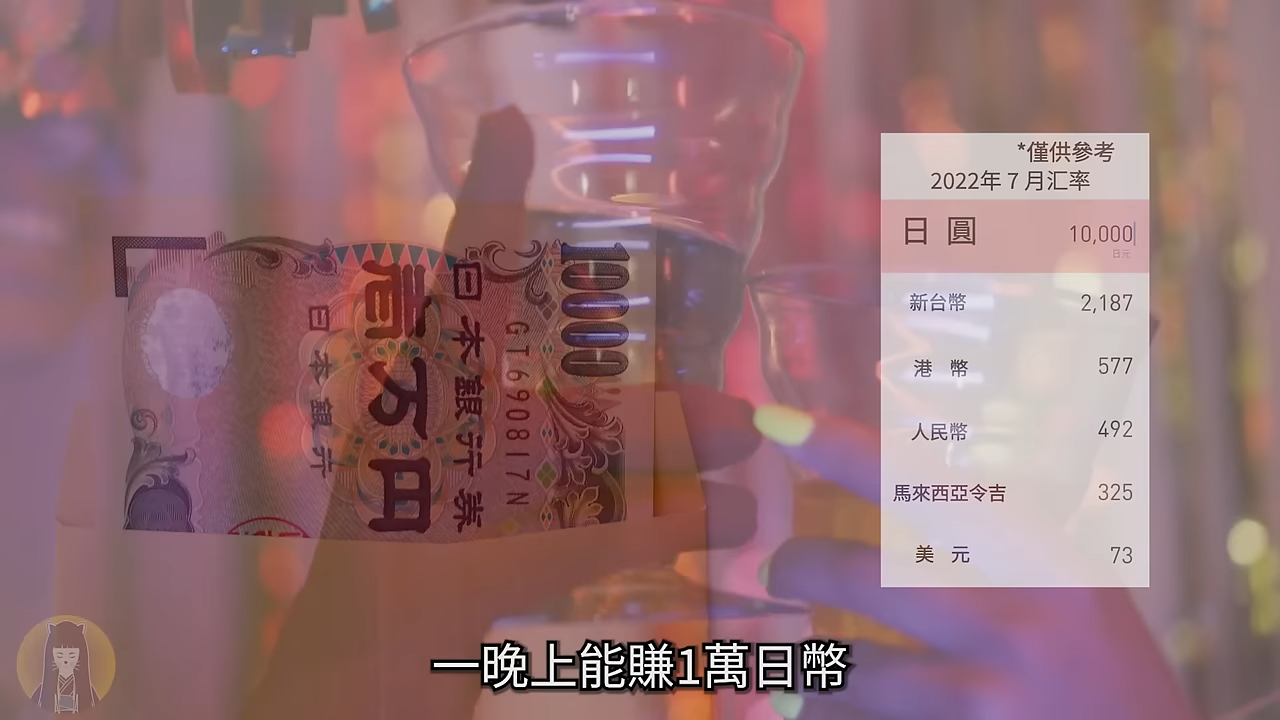 *僅供參考
2022年７月汇率
日 圓 10,000
日元
新台幣 2,187
港 幣 577
人民幣 492
馬來西亞令吉 325
美 元 73
10000
GT690817N
日本銀行券
壹万円
日本銀行
一晚上能賺1萬日幣